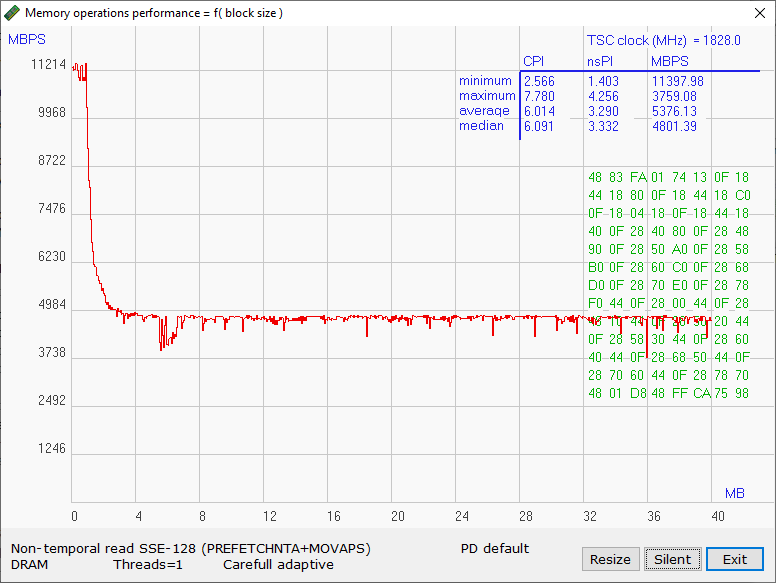 Memory operations performance = f( block size )
MBPS
TSC clock (MHz) = 1828.0
CPI nsPI MBPS
minimum 2.566 1.403 11397.98
maximum 7.780 4.256 3759.08
average 6.014 3.290 5376.13
median 6.091 3.332 4801.39
11214
9968
8722
7476
6230
4984
3738
2492
1246
48 83 FA 01 74 13 0F 18
44 18 80 0F 18 44 18 C0
0F 18 04 18 0F 18 44 18
40 0F 28 40 80 0F 28 48
90 0F 28 50 A0 0F 28 58
B0 0F 28 60 C0 0F 28 68
D0 0F 28 70 E0 0F 28 78
F0 44 0F 28 00 44 0F 28
20 44
0F 28 58 30 44 0F 28 60
40 44 0F 28 68 50 44 0F
28 70 60 44 0F 28 78 70
48 01 D8 48 FF CA 75 98
MB
0 4 8 12 16 20 24 28 32 36 40
Non-temporal read SSE-128 (PREFETCHNTA+MOVAPS) PD default
DRAM Threads=1 Carefull adaptive
Resize Silent Exit